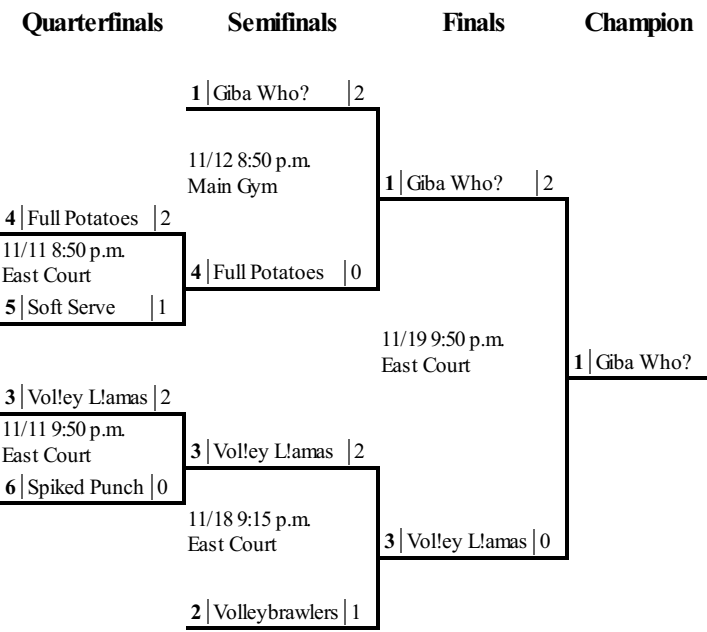 Quarterfinals Semifinals Finals Champion
1 Giba Who? 2
11/12 8:50 p.m.
Main Gym
1 Giba Who? 2
4 Full Potatoes 2
11/11 8:50 p.m.
East Court
4 Full Potatoes 0
5 Soft Serve 1
11/19 9:50 p.m.
East Court
1 Giba Who?
3 Vol!ey L!amas 2
11/11 9:50 p.m.
East Court
3 Vol!ey L!amas 2
6 Spiked Punch 0
11/18 9:15 p.m.
East Court
3 Vol!ey L!amas 0
2 Volleybrawlers 1